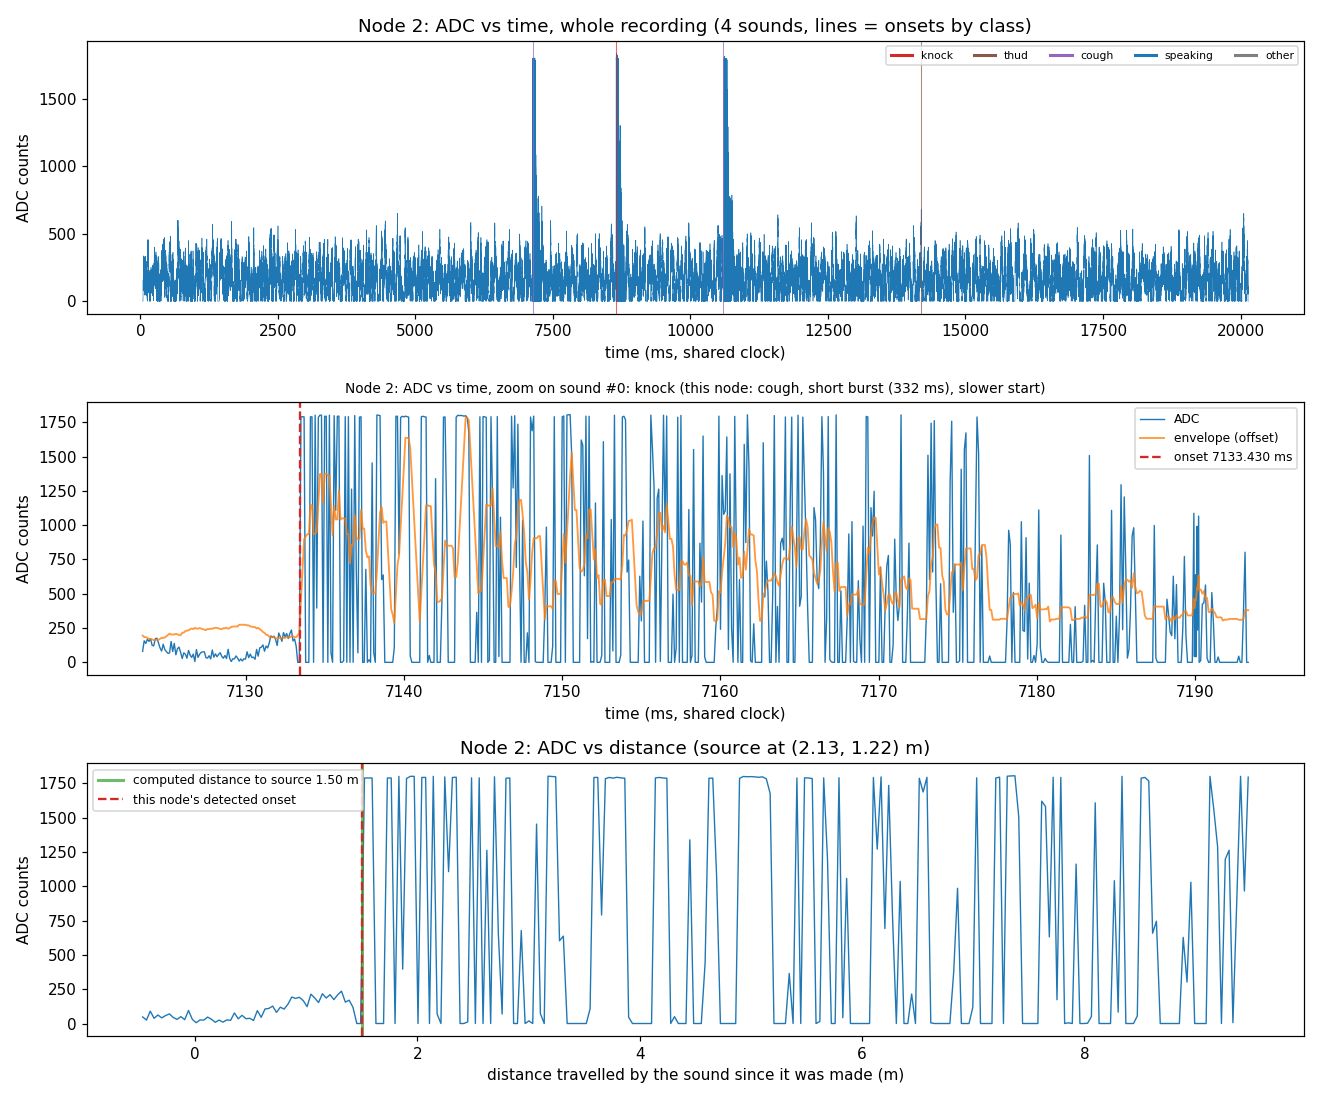 Node 2: ADC vs time, whole recording (4 sounds, lines = onsets by class)
knock thud cough speaking other
ADC counts
1500
1000
500
0
0 2500 5000 7500 10000 12500 15000 17500 20000
time (ms, shared clock)
Node 2: ADC vs time, zoom on sound #0: knock (this node: cough, short burst (332 ms), slower start)
ADC
envelope (offset)
onset 7133.430 ms
ADC counts
1750
1500
1250
1000
750
500
250
0
7130 7140 7150 7160 7170 7180 7190
time (ms, shared clock)
Node 2: ADC vs distance (source at (2.13, 1.22) m)
computed distance to source 1.50 m
this node's detected onset
ADC counts
1750
1500
1250
1000
750
500
250
0
0 2 4 6 8
distance travelled by the sound since it was made (m)